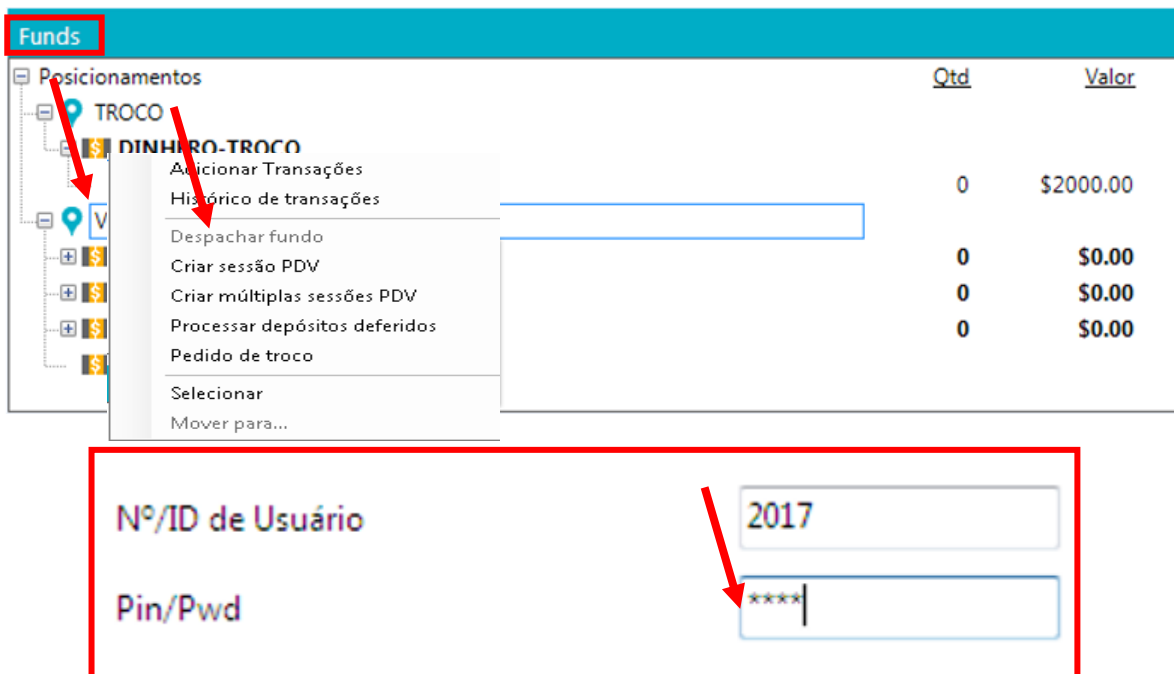 Funds
Posicionamentos Qtd Valor
TROCO
DINHERO-TROCO
Adicionar Transações
Histórico de transações 0 $2000.00
V
Despachar fundo
Criar sessão PDV 0 $0.00
Criar múltiplas sessões PDV 0 $0.00
Processar depósitos deferidos 0 $0.00
Pedido de troco
Selecionar
Mover para...
Nº/ID de Usuário 2017
Pin/Pwd ****